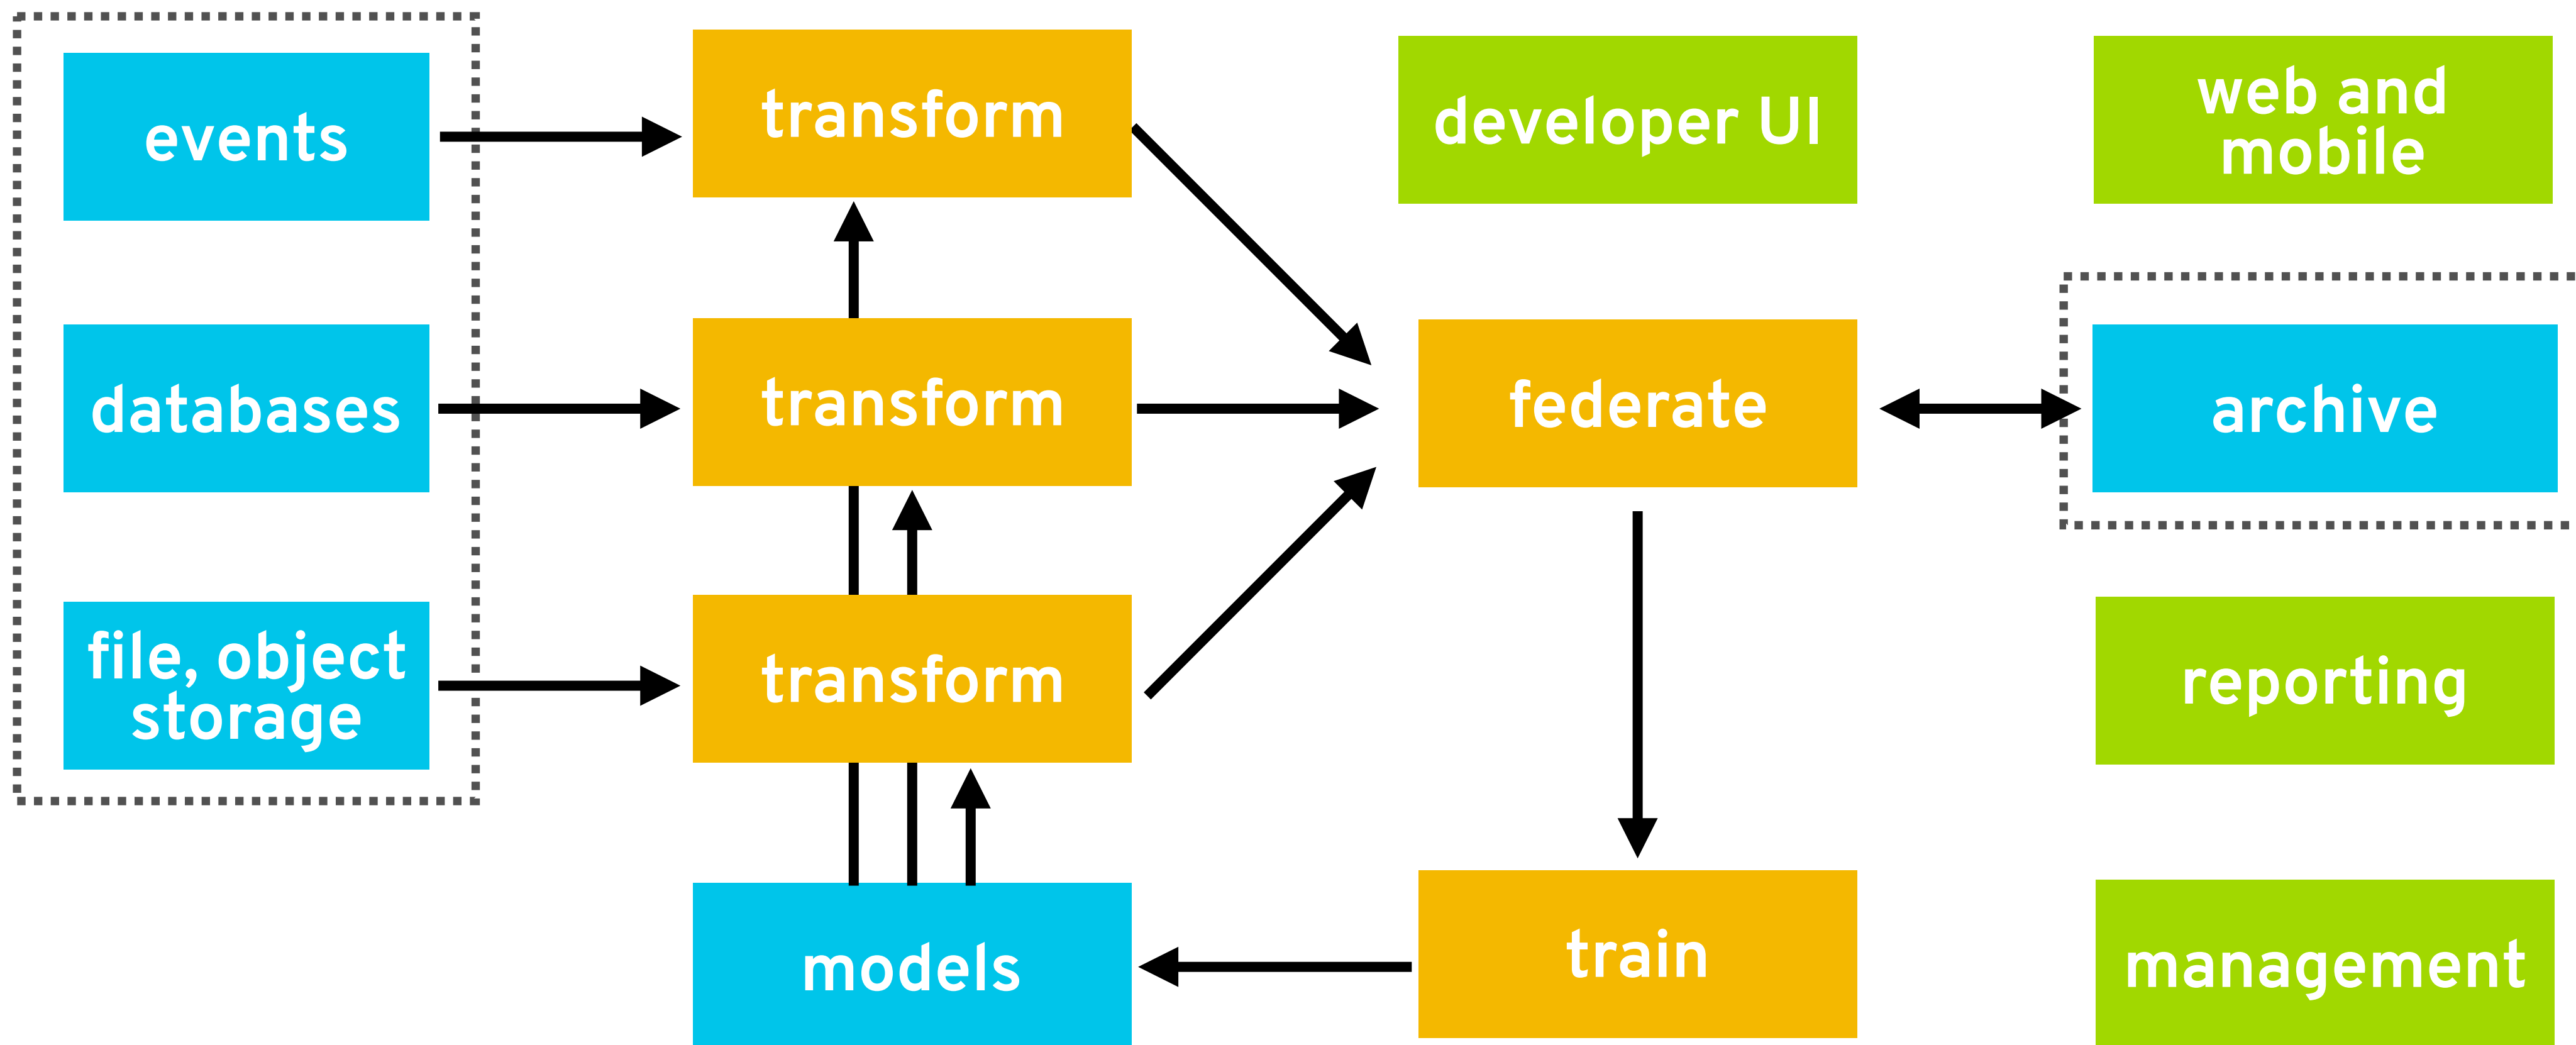 events
transform
developer UI
web and
mobile
databases
transform
federate
archive
file, object
storage
transform
reporting
models
train
management